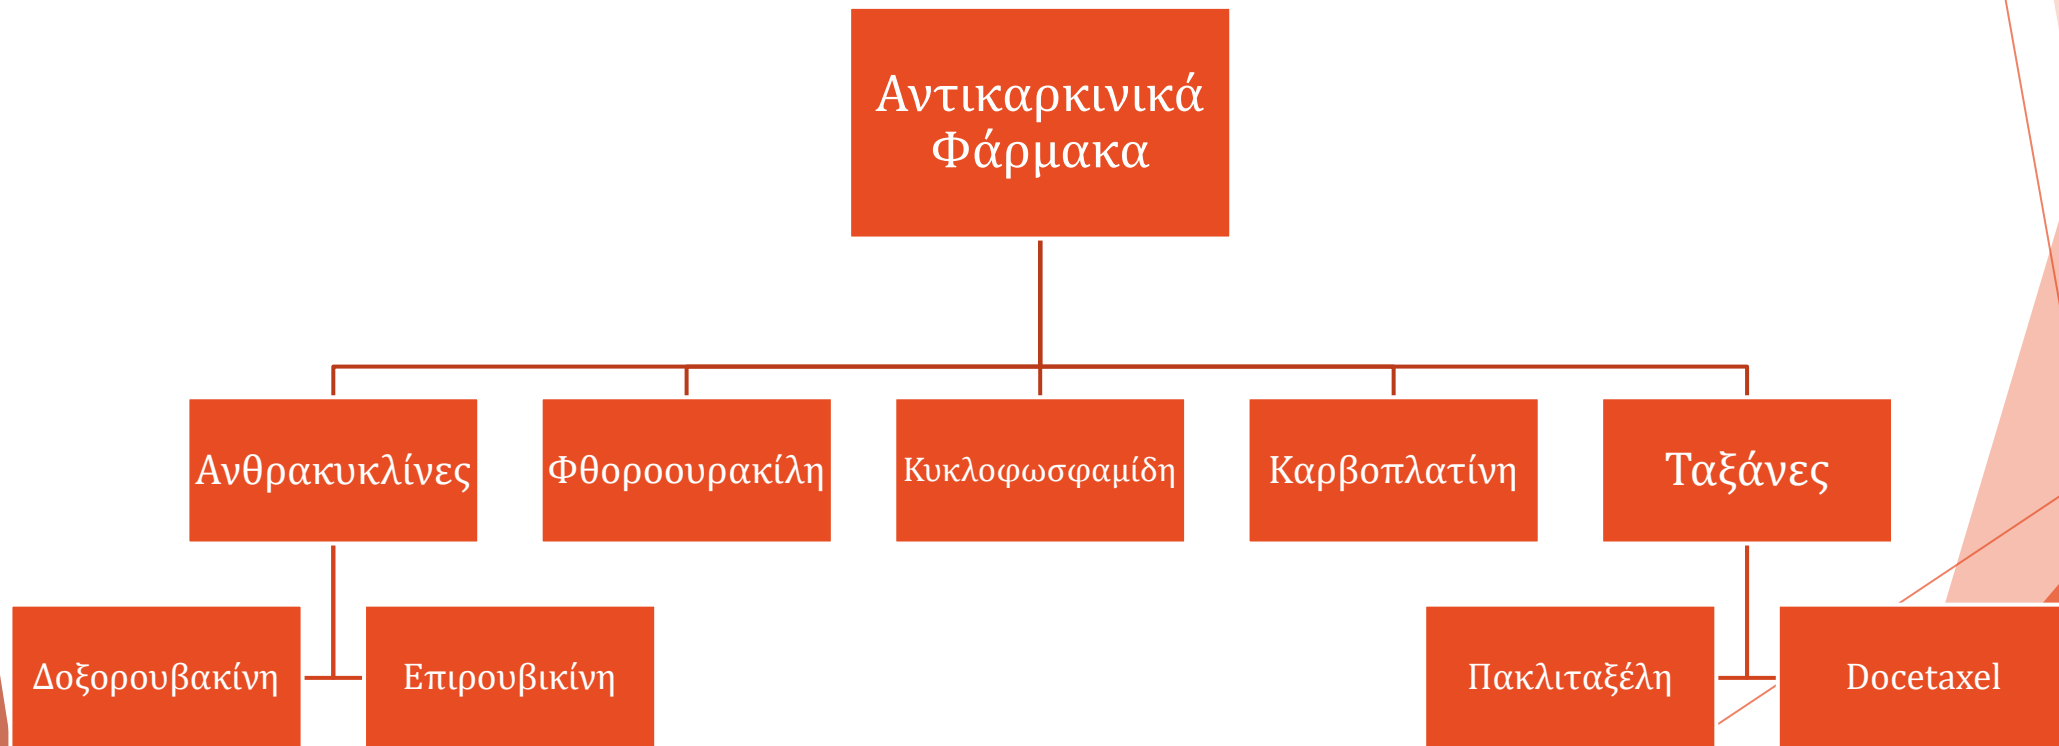 Αντικαρκινικά
Φάρμακα
Ανθρακυκλίνες
Φθοροουρακίλη
Κυκλοφωσφαμίδη
Καρβοπλατίνη
Ταξάνες
Δοξορουβακίνη
Επιρουβικίνη
Πακλιταξέλη
Docetaxel